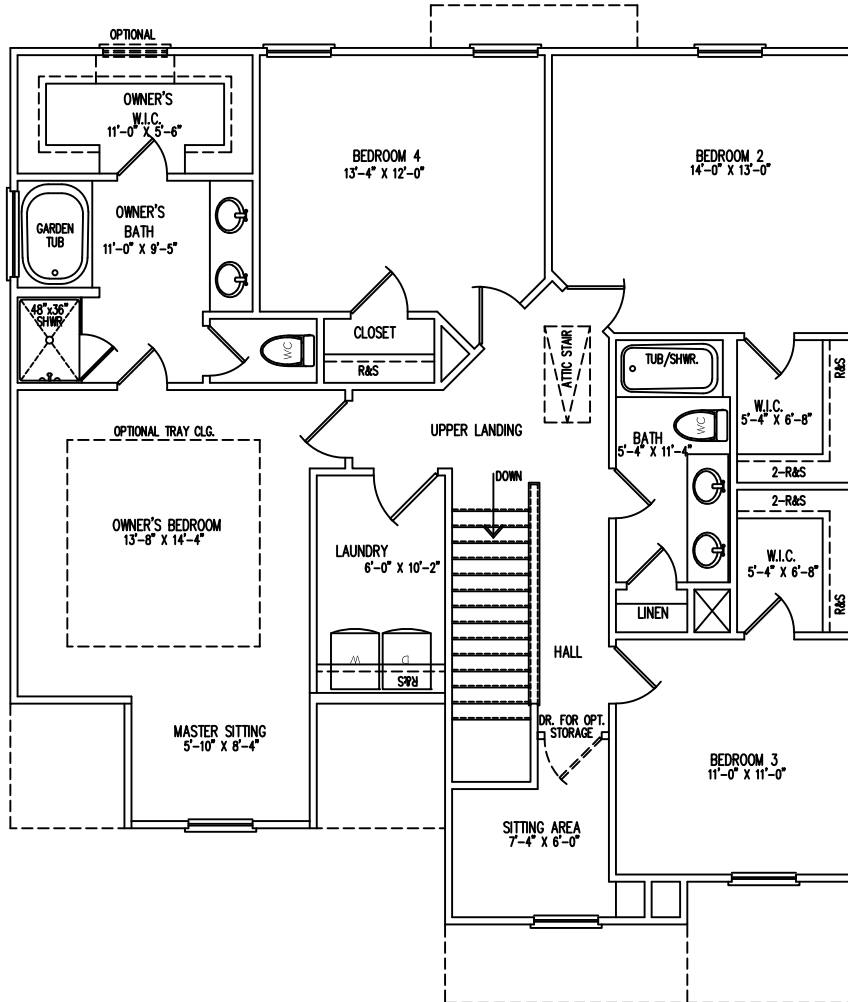 OPTIONAL
OWNER'S
W.I.C.
11'-0" X 5'-6"
BEDROOM 4
13'-4" X 12'-0"
BEDROOM 2
14'-0" X 13'-0"
GARDEN
TUB
OWNER'S
BATH
11'-0" X 9'-5"
48"x36"
SHWR
WC
CLOSET
R&S
ATTIC STAIR
TUB/SHWR.
R&S
W.I.C.
5'-4" X 6'-8"
2-R&S
OPTIONAL TRAY CLG.
UPPER LANDING
WC
BATH
5'-4" X 11'-4"
DOWN
2-R&S
OWNER'S BEDROOM
13'-8" X 14'-4"
LAUNDRY
6'-0" X 10'-2"
W.I.C.
5'-4" X 6'-8"
R&S
LINEN
W
D
R&S
HALL
MASTER SITTING
5'-10" X 8'-4"
DR. FOR OPT.
STORAGE
BEDROOM 3
11'-0" X 11'-0"
SITTING AREA
7'-4" X 6'-0"